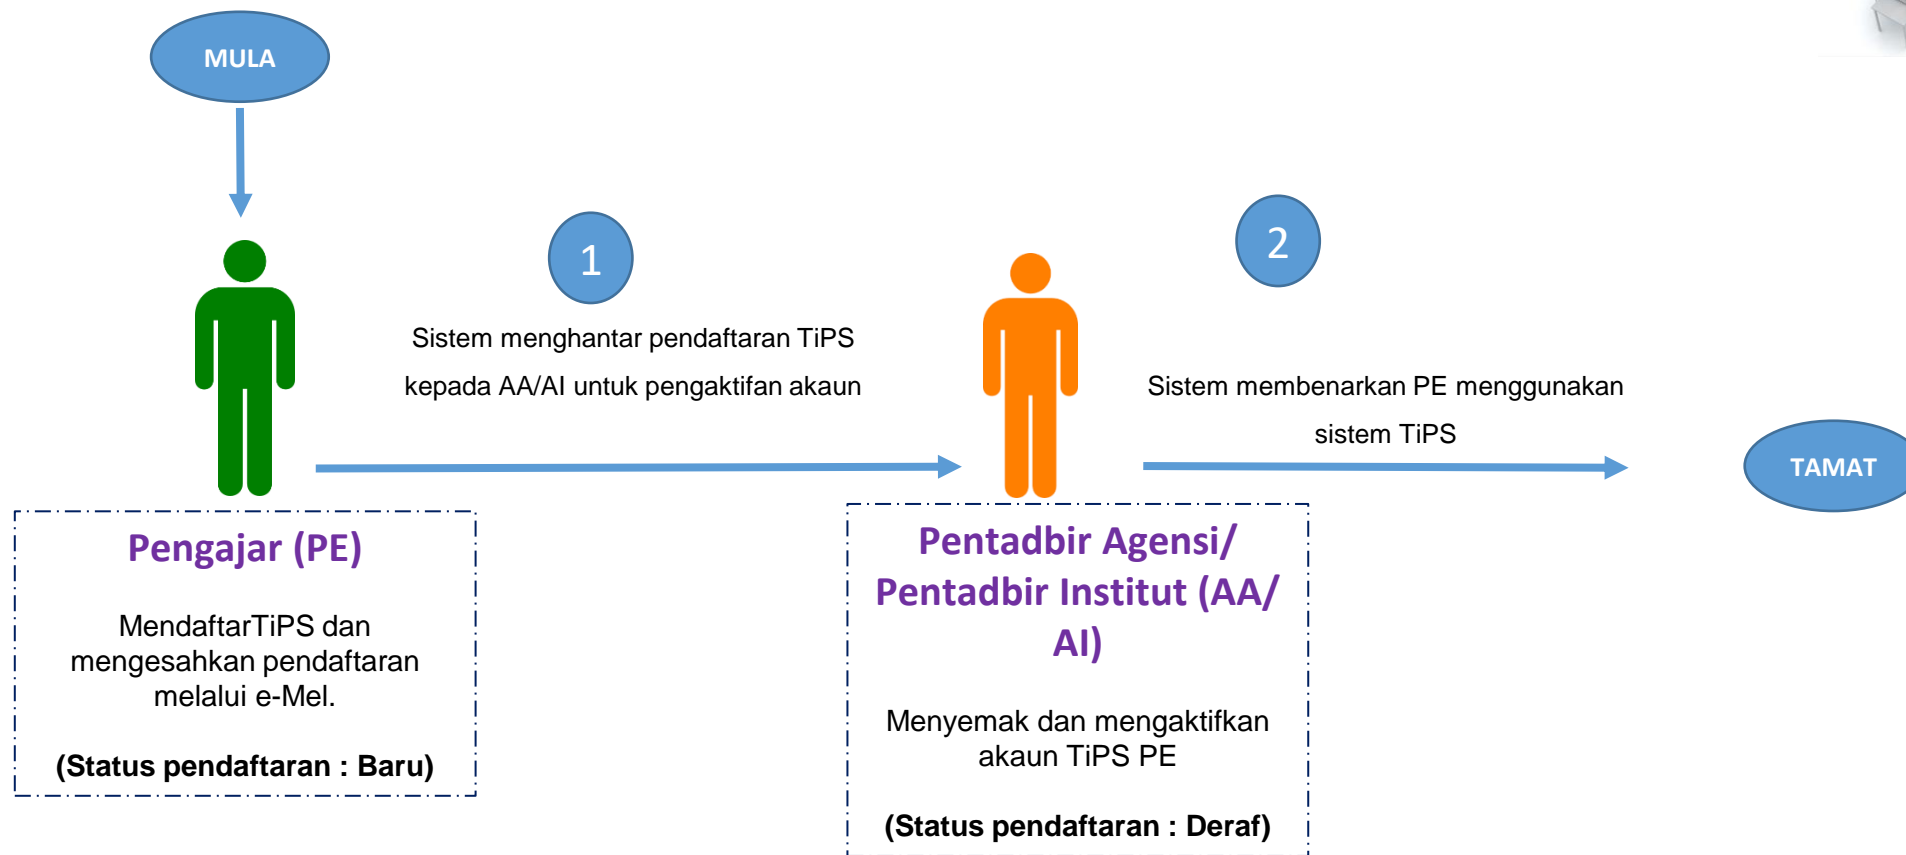 MULA
1
Sistem menghantar pendaftaran TiPS
kepada AA/AI untuk pengaktifan akaun
2
Sistem membenarkan PE menggunakan
sistem TiPS
TAMAT
Pengajar (PE)
MendaftarTiPS dan
mengesahkan pendaftaran
melalui e-Mel.
(Status pendaftaran : Baru)
Pentadbir Agensi/
Pentadbir Institut (AA/
AI)
Menyemak dan mengaktifkan
akaun TiPS PE
(Status pendaftaran : Deraf)